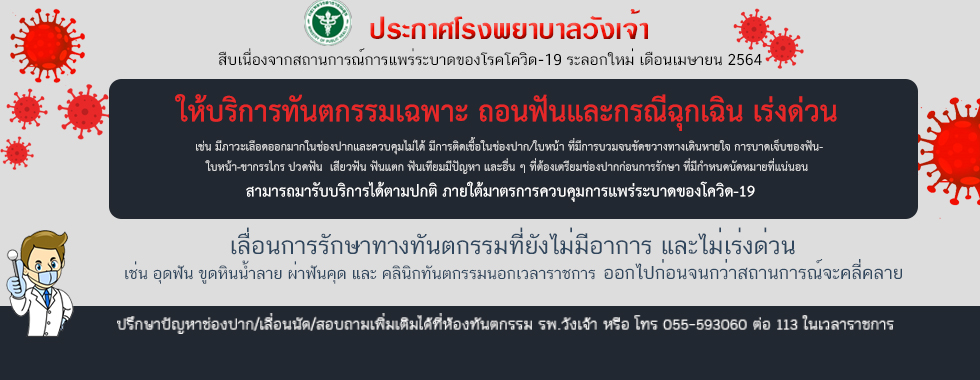 ประกาศโรงพยาบาลวังเจ้า
สืบเนื่องจากสถานการณ์การแพร่ระบาดของโรคโควิด-19 ระลอกใหม่ เดือนเมษายน 2564
ให้บริการทันตกรรมเฉพาะ ถอนฟันและกรณีฉุกเฉิน เร่งด่วน
เช่น มีภาวะเลือดออกมากในช่องปากและควบคุมไม่ได้ มีการติดเชื้อในช่องปาก/ใบหน้า ที่มีการบวมจนขัดขวางทางเดินหายใจ การบาดเจ็บของฟัน-
ใบหน้า-ขากรรไกร ปวดฟัน เสียวฟัน ฟันแตก ฟันเทียมมีปัญหา และอื่น ๆ ที่ต้องเตรียมช่องปากก่อนการรักษา ที่มีกำหนดนัดหมายที่แน่นอน
สามารถมารับบริการได้ตามปกติ ภายใต้มาตรการควบคุมการแพร่ระบาดของโควิด-19
เลื่อนการรักษาทางทันตกรรมที่ยังไม่มีอาการ และไม่เร่งด่วน
เช่น อุดฟัน ขูดหินน้ำลาย ผ่าฟันคุด และ คลินิกทันตกรรมนอกเวลาราชการ ออกไปก่อนจนกว่าสถานการณ์จะคลี่คลาย
ปรึกษาปัญหาช่องปาก/เลื่อนนัด/สอบถามเพิ่มเติมได้ที่ห้องทันตกรรม รพ.วังเจ้า หรือ โทร 055-593060 ต่อ 113 ในเวลาราชการ